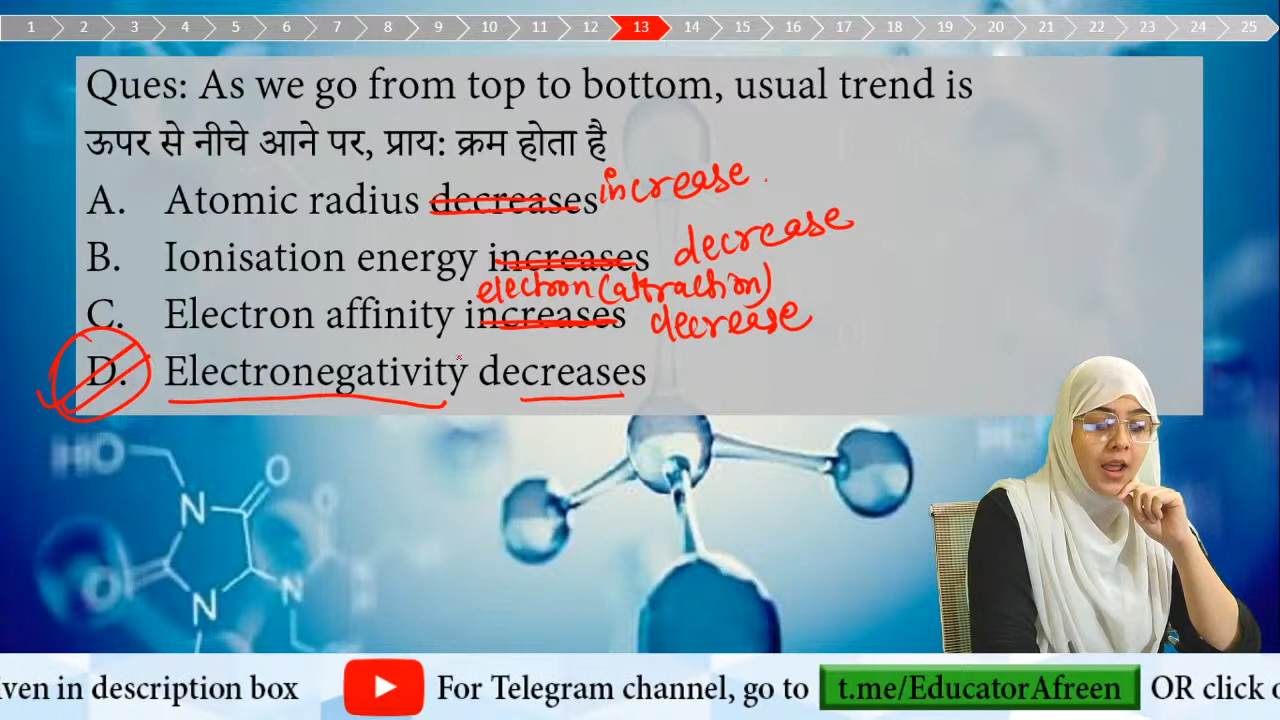 1 2 3 4 5 6 7 8 9 10 11 12 13 14 15 16 17 18 19 20 21 22 23 24 25
Ques: As we go from top to bottom, usual trend is
ऊपर से नीचे आने पर, प्राय: क्रम होता है
A. Atomic radius decreases increase.
B. Ionisation energy increases decrease
electron (attraction)
C. Electron affinity increases decrease
D. Electronegativity decreases
HO
O
N
O
N
N
iven in description box For Telegram channel, go to t.me/EducatorAfreen OR click o